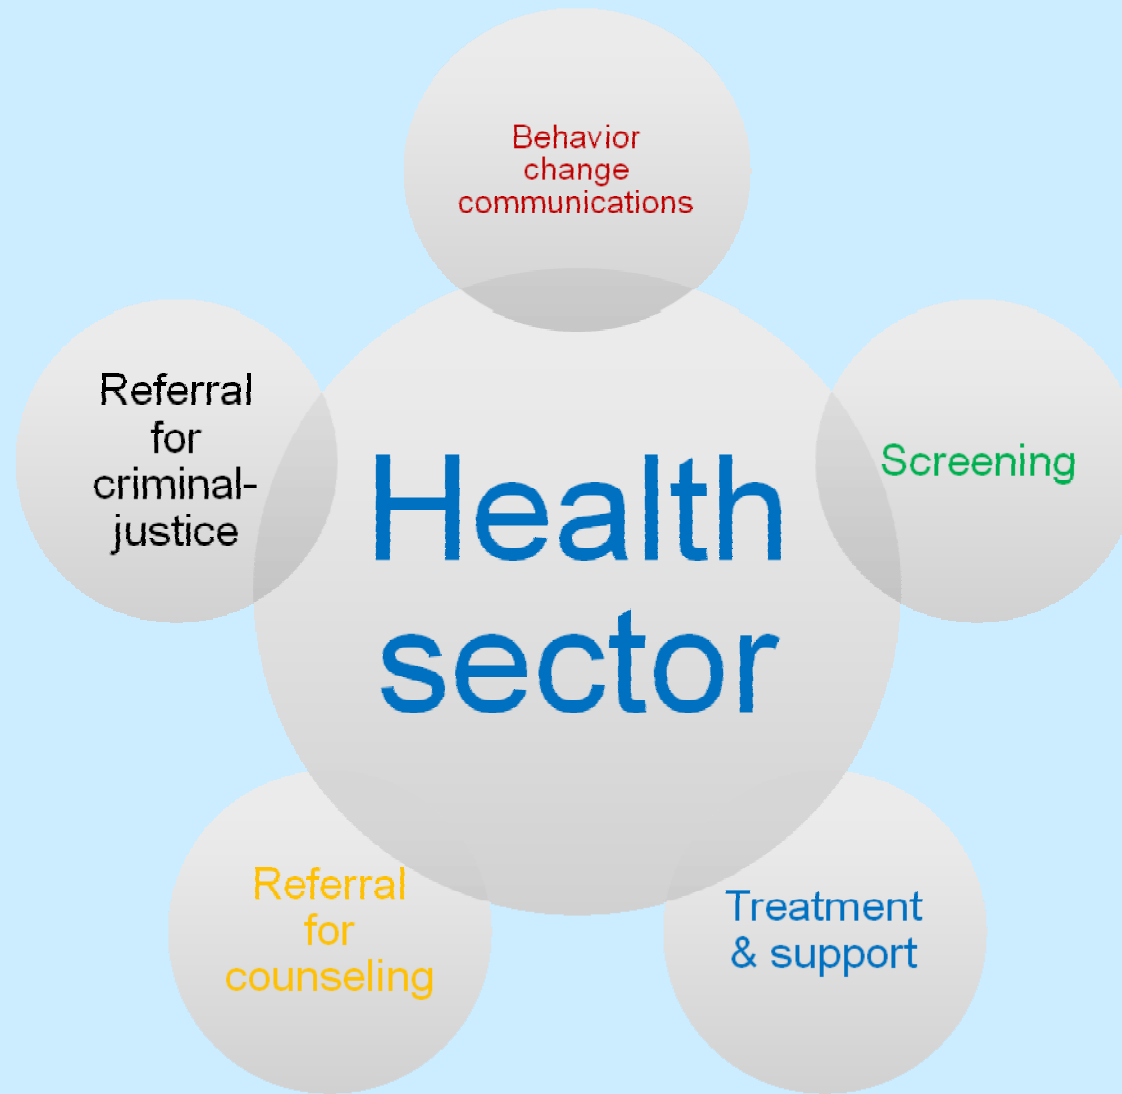 Behavior
change
communications
Referral
for
criminal-
justice
Health
sector
Screening
Referral
for
counseling
Treatment
& support